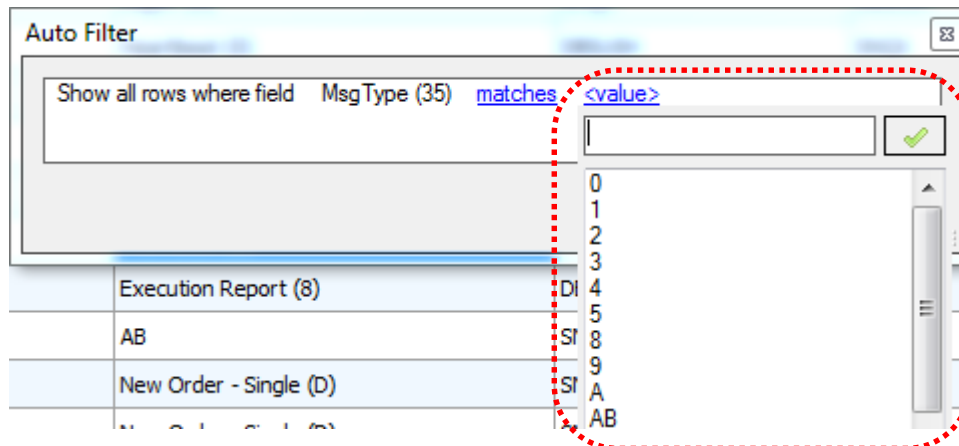 Auto Filter
Show all rows where field MsgType (35) matches <value>
0
1
2
3
4
5
8
9
A
AB
Execution Report (8)
AB
New Order - Single (D)